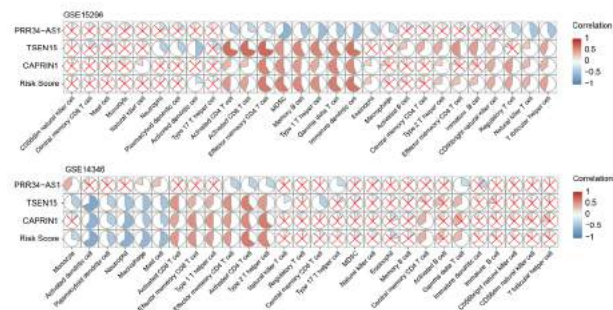 GSE15296
Correlation
PRR34-AS1
TSEN15
CAPRIN1
Risk Score
1
0.5
0
-0.5
-1
CD56dim natural killer cell
Central memory CD4 T cell
Mast cell
Monocyte
Natural killer cell
Neutrophil
Plasmacytoid dendritic cell
Activated dendritic cell
Type 17 T helper cell
Activated CD4 T cell
Activated CD8 T cell
Effector memory CD8 T cell
MDSC
Memory B cell
Type 1 T helper cell
Gamma delta T cell
Immature dendritic cell
Eosinophil
Macrophage
Activated B cell
Central memory CD8 T cell
Type 2 T helper cell
Effector memory CD4 T cell
Immature B cell
CD56bright natural killer cell
Regulatory T cell
Natural killer T cell
T follicular helper cell
GSE14346
Correlation
PRR34-AS1
TSEN15
CAPRIN1
Risk Score
1
0.5
0
-0.5
-1
Monocyte
Activated dendritic cell
Plasmacytoid dendritic cell
Neutrophil
Macrophage
Mast cell
Activated CD8 T cell
Effector memory CD8 T cell
Type 1 T helper cell
Effector memory CD4 T cell
Activated CD4 T cell
Type 2 T helper cell
Natural killer T cell
Regulatory T cell
Central memory CD4 T cell
Type 17 T helper cell
MDSC
Natural killer cell
Eosinophil
Memory B cell
Central memory CD8 T cell
Activated B cell
Gamma delta T cell
Immature dendritic cell
Immature B cell
CD56bright natural killer cell
CD56dim natural killer cell
T follicular helper cell